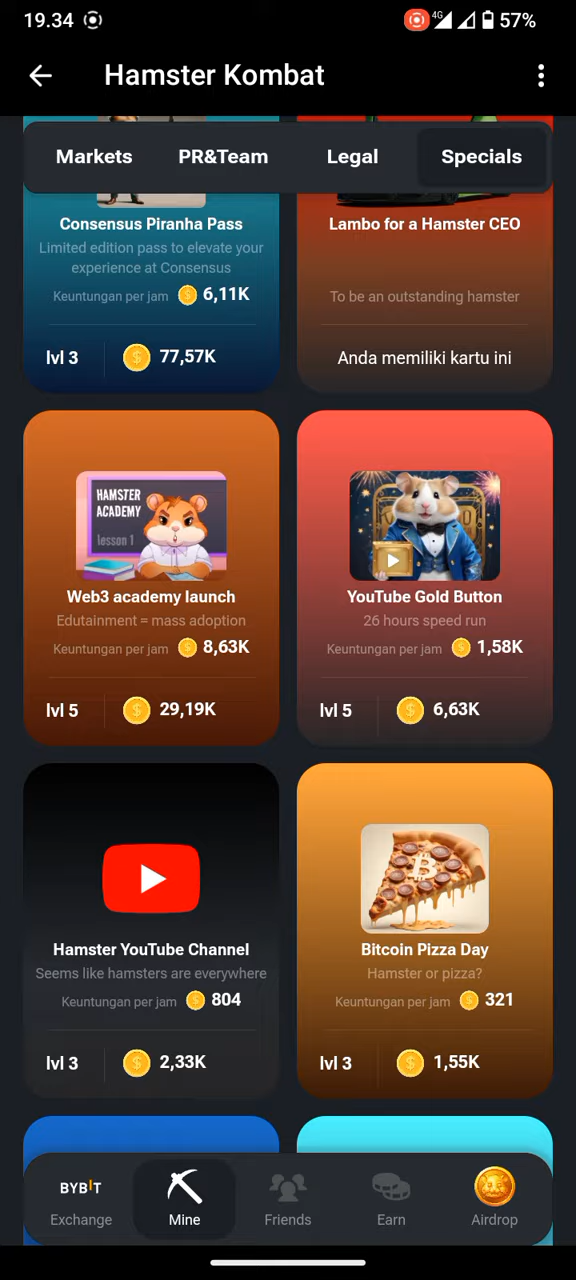 19.34
4G
57%
Hamster Kombat
Markets
PR&Team
Legal
Specials
Consensus Piranha Pass
Limited edition pass to elevate your
experience at Consensus
Keuntungan per jam 6,11K
lvl 3
77,57K
Lambo for a Hamster CEO
To be an outstanding hamster
Anda memiliki kartu ini
HAMSTER
ACADEMY
lesson 1
Web3 academy launch
Edutainment = mass adoption
Keuntungan per jam 8,63K
lvl 5
29,19K
YouTube Gold Button
26 hours speed run
Keuntungan per jam 1,58K
lvl 5
6,63K
Hamster YouTube Channel
Seems like hamsters are everywhere
Keuntungan per jam 804
lvl 3
2,33K
Bitcoin Pizza Day
Hamster or pizza?
Keuntungan per jam 321
lvl 3
1,55K
BYBIT
Exchange
Mine
Friends
Earn
Airdrop